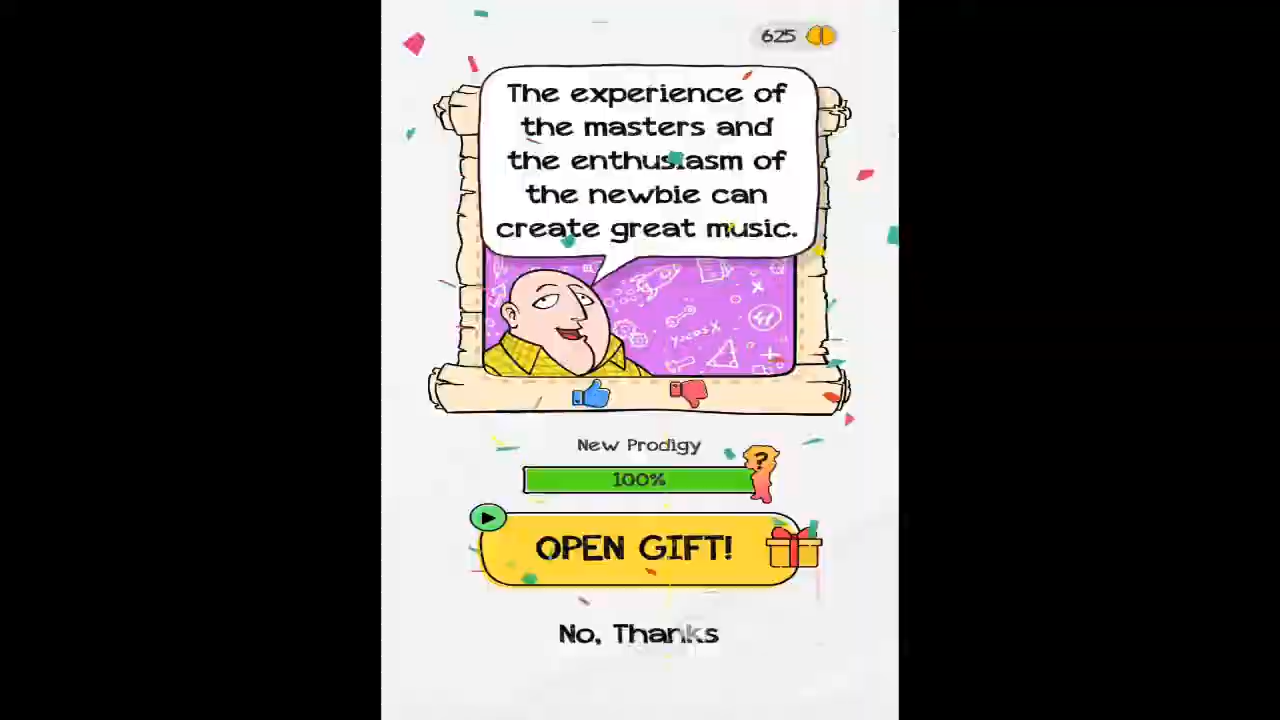 625
The experience of
the masters and
the enthusiasm of
the newbie can
create great music.
New Prodigy
?
100%
OPEN GIFT!
No, Thanks